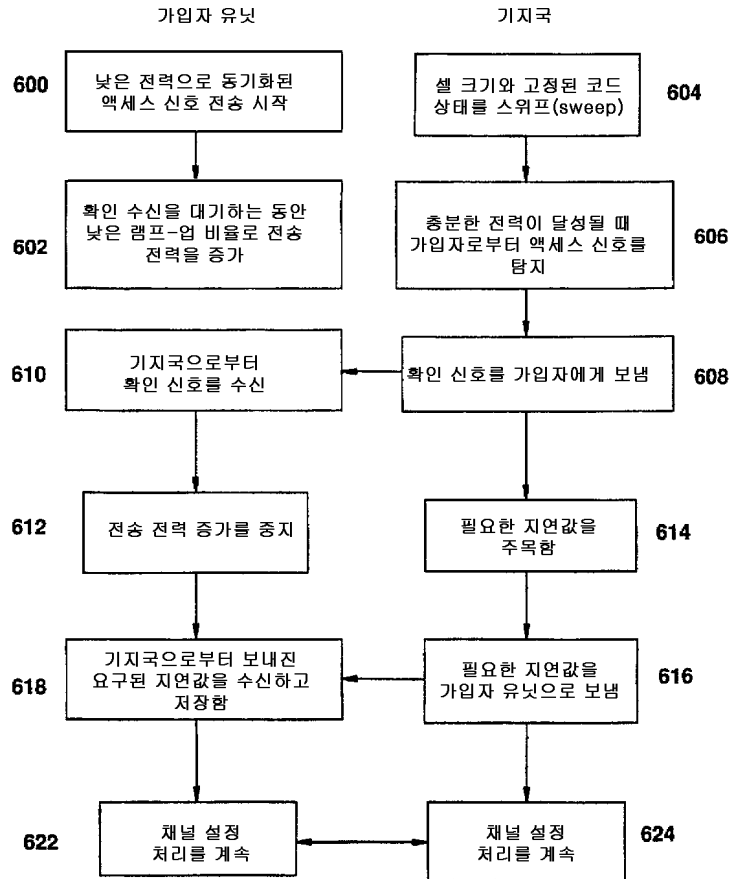 가입자 유닛
기지국
600
낮은 전력으로 동기화된
액세스 신호 전송 시작
셀 크기와 고정된 코드
상태를 스위프(sweep)
604
602
확인 수신을 대기하는 동안
낮은 램프-업 비율로 전송
전력을 증가
충분한 전력이 달성될 때
가입자로부터 액세스 신호를
탐지
606
610
기지국으로부터
확인 신호를 수신
확인 신호를 가입자에게 보냄
608
612
전송 전력 증가를 중지
필요한 지연값을
주목함
614
618
기지국으로부터 보내진
요구된 지연값을 수신하고
저장함
필요한 지연값을
가입자 유닛으로 보냄
616
622
채널 설정
처리를 계속
채널 설정
처리를 계속
624